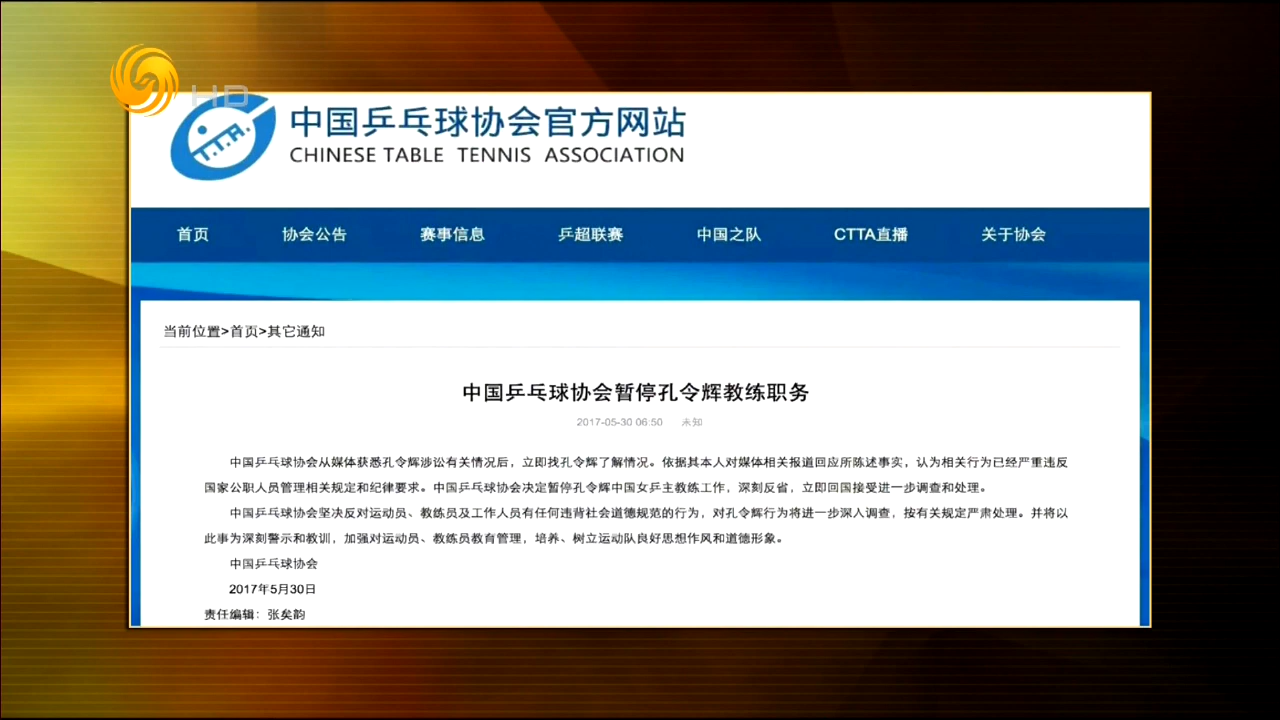 HD
T.T.A.
中国乒乓球协会官方网站
CHINESE TABLE TENNIS ASSOCIATION
首页 协会公告 赛事信息 乒超联赛 中国之队 CTTA直播 关于协会
当前位置>首页>其它通知
中国乒乓球协会暂停孔令辉教练职务
2017-05-30 06:50 未知
中国乒乓球协会从媒体获悉孔令辉涉讼有关情况后，立即找孔令辉了解情况。依据其本人对媒体相关报道回应所陈述事实，认为相关行为已经严重违反
国家公职人员管理相关规定和纪律要求。中国乒乓球协会决定暂停孔令辉中国女乒主教练工作，深刻反省，立即回国接受进一步调查和处理。
中国乒乓球协会坚决反对运动员、教练员及工作人员有任何违背社会道德规范的行为，对孔令辉行为将进一步深入调查，按有关规定严肃处理。并将以
此事为深刻警示和教训，加强对运动员、教练员教育管理，培养、树立运动队良好思想作风和道德形象。
中国乒乓球协会
2017年5月30日
责任编辑：张矣韵